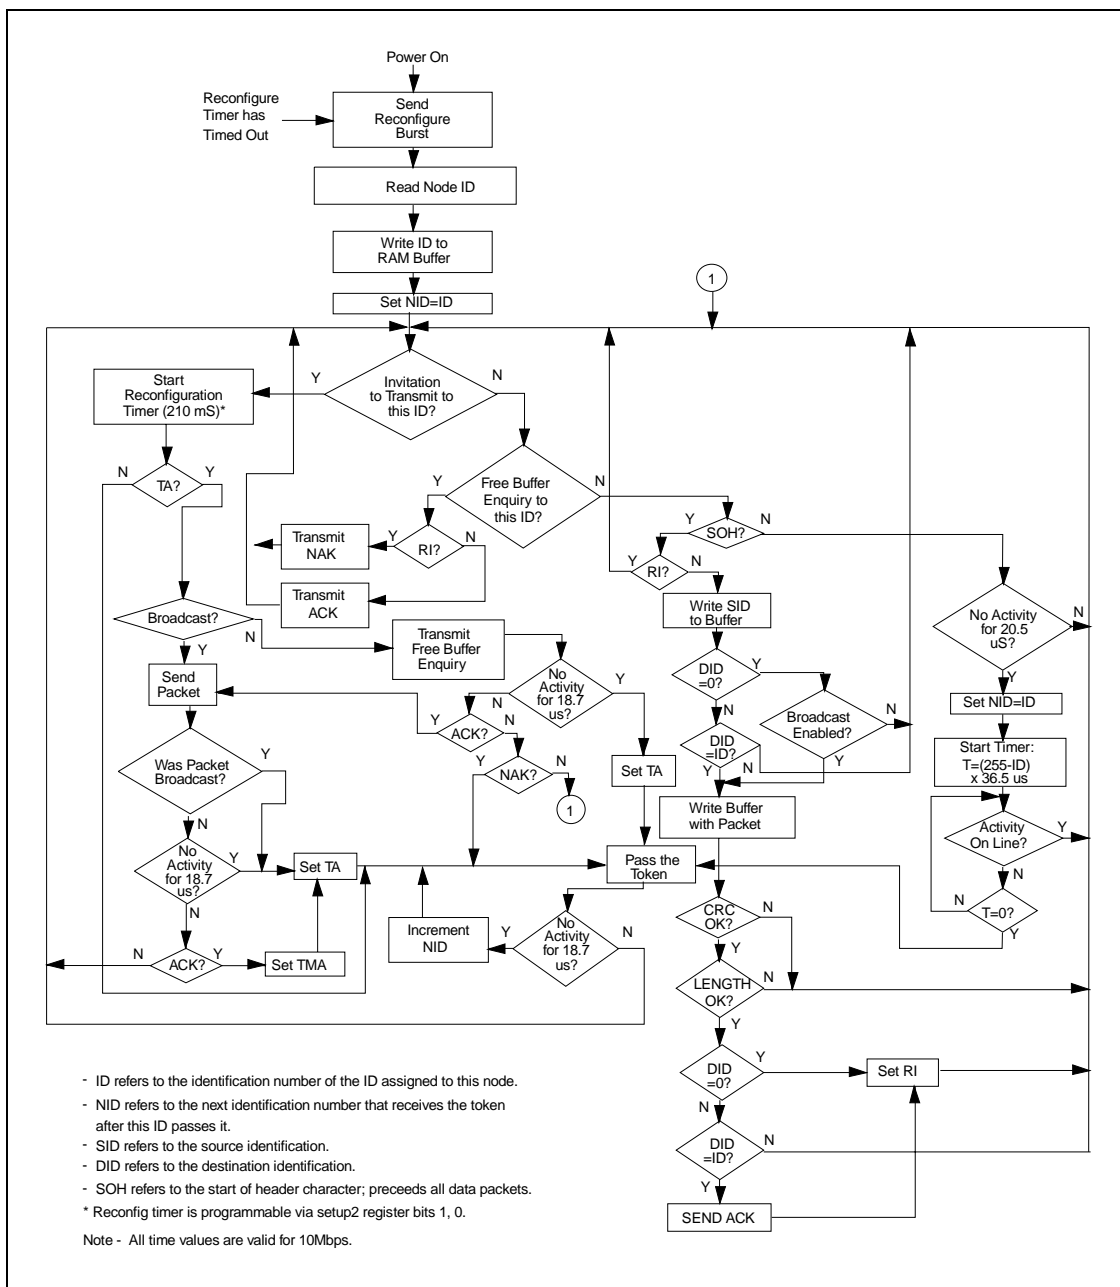 Power On
Reconfigure
Timer has
Timed Out
Send
Reconfigure
Burst
Read Node ID
Write ID to
RAM Buffer
1
Set NID=ID
Start
Reconfiguration
Timer (210 mS)*
Y
Invitation
to Transmit to
this ID?
N
N
TA?
Y
Y
Free Buffer
Enquiry to
this ID?
N
Transmit
NAK
Y
RI?
N
Y
SOH?
N
Y
RI?
N
Transmit
ACK
Write SID
to Buffer
Broadcast?
N
Y
Transmit
Free Buffer
Enquiry
No Activity
for 20.5
uS?
N
Y
Send
Packet
No
Activity
for 18.7
us?
N
Y
DID
=0?
Y
N
Set NID=ID
Y
ACK?
N
Broadcast
Enabled?
N
Y
Was Packet
Broadcast?
Y
N
Y
NAK?
N
1
Set TA
DID
=ID?
Y
N
Start Timer:
T=(255-ID)
x 36.5 us
Write Buffer
with Packet
Activity
On Line?
Y
N
No
Activity
for 18.7
us?
Y
N
Set TA
Pass the
Token
N
T=0?
Y
Increment
NID
Y
No
Activity
for 18.7
us?
N
CRC
OK?
N
Y
N
ACK?
Y
Set TMA
LENGTH
OK?
N
Y
DID
=0?
Y
N
Set RI
DID
=ID?
N
Y
SEND ACK
- ID refers to the identification number of the ID assigned to this node.
- NID refers to the next identification number that receives the token
after this ID passes it.
- SID refers to the source identification.
- DID refers to the destination identification.
- SOH refers to the start of header character; preceeds all data packets.
* Reconfig timer is programmable via setup2 register bits 1, 0.
Note - All time values are valid for 10Mbps.